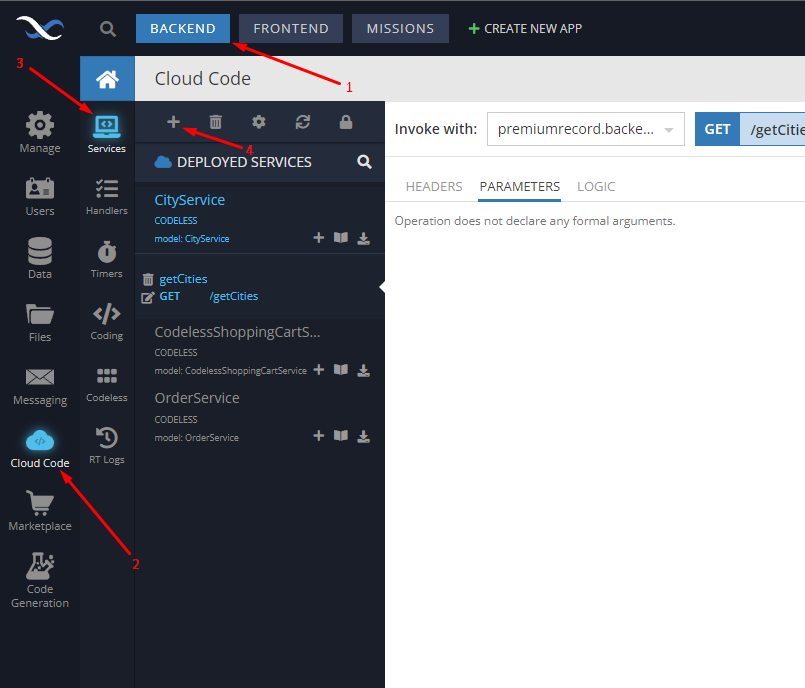 BACKEND
FRONTEND
MISSIONS
+ CREATE NEW APP
3
1
Cloud Code
4
Manage
Users
Data
Files
Messaging
Cloud Code
2
Marketplace
Code
Generation
Services
Handlers
Timers
Coding
Codeless
RT Logs
DEPLOYED SERVICES
CityService
CODELESS
model: CityService
getCities
GET /getCities
CodelessShoppingCartS...
CODELESS
model: CodelessShoppingCartService
OrderService
CODELESS
model: OrderService
Invoke with: premiumrecord.backe... GET /getCitie
HEADERS PARAMETERS LOGIC
Operation does not declare any formal arguments.